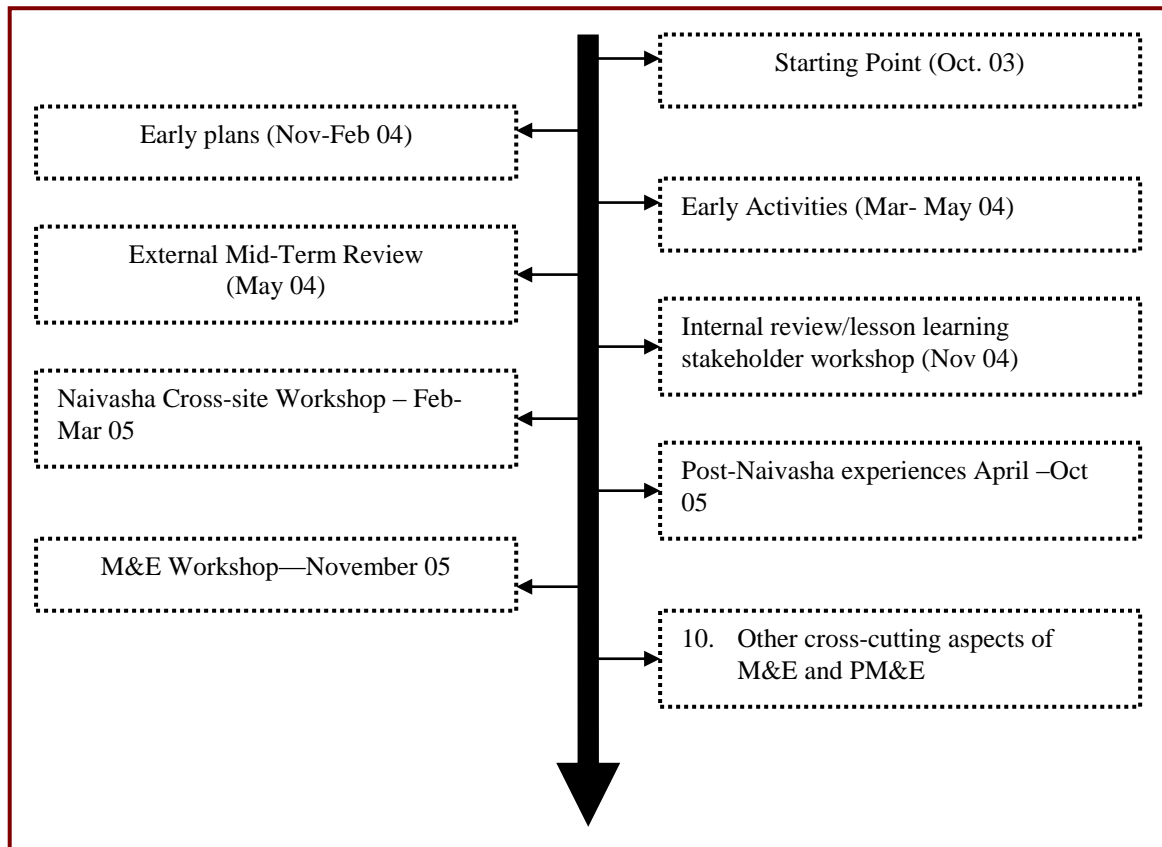 Starting Point (Oct. 03)
Early plans (Nov-Feb 04)
Early Activities (Mar- May 04)
External Mid-Term Review
(May 04)
Internal review/lesson learning
stakeholder workshop (Nov 04)
Naivasha Cross-site Workshop – Feb-
Mar 05
Post-Naivasha experiences April –Oct
05
M&E Workshop—November 05
10. Other cross-cutting aspects of
M&E and PM&E